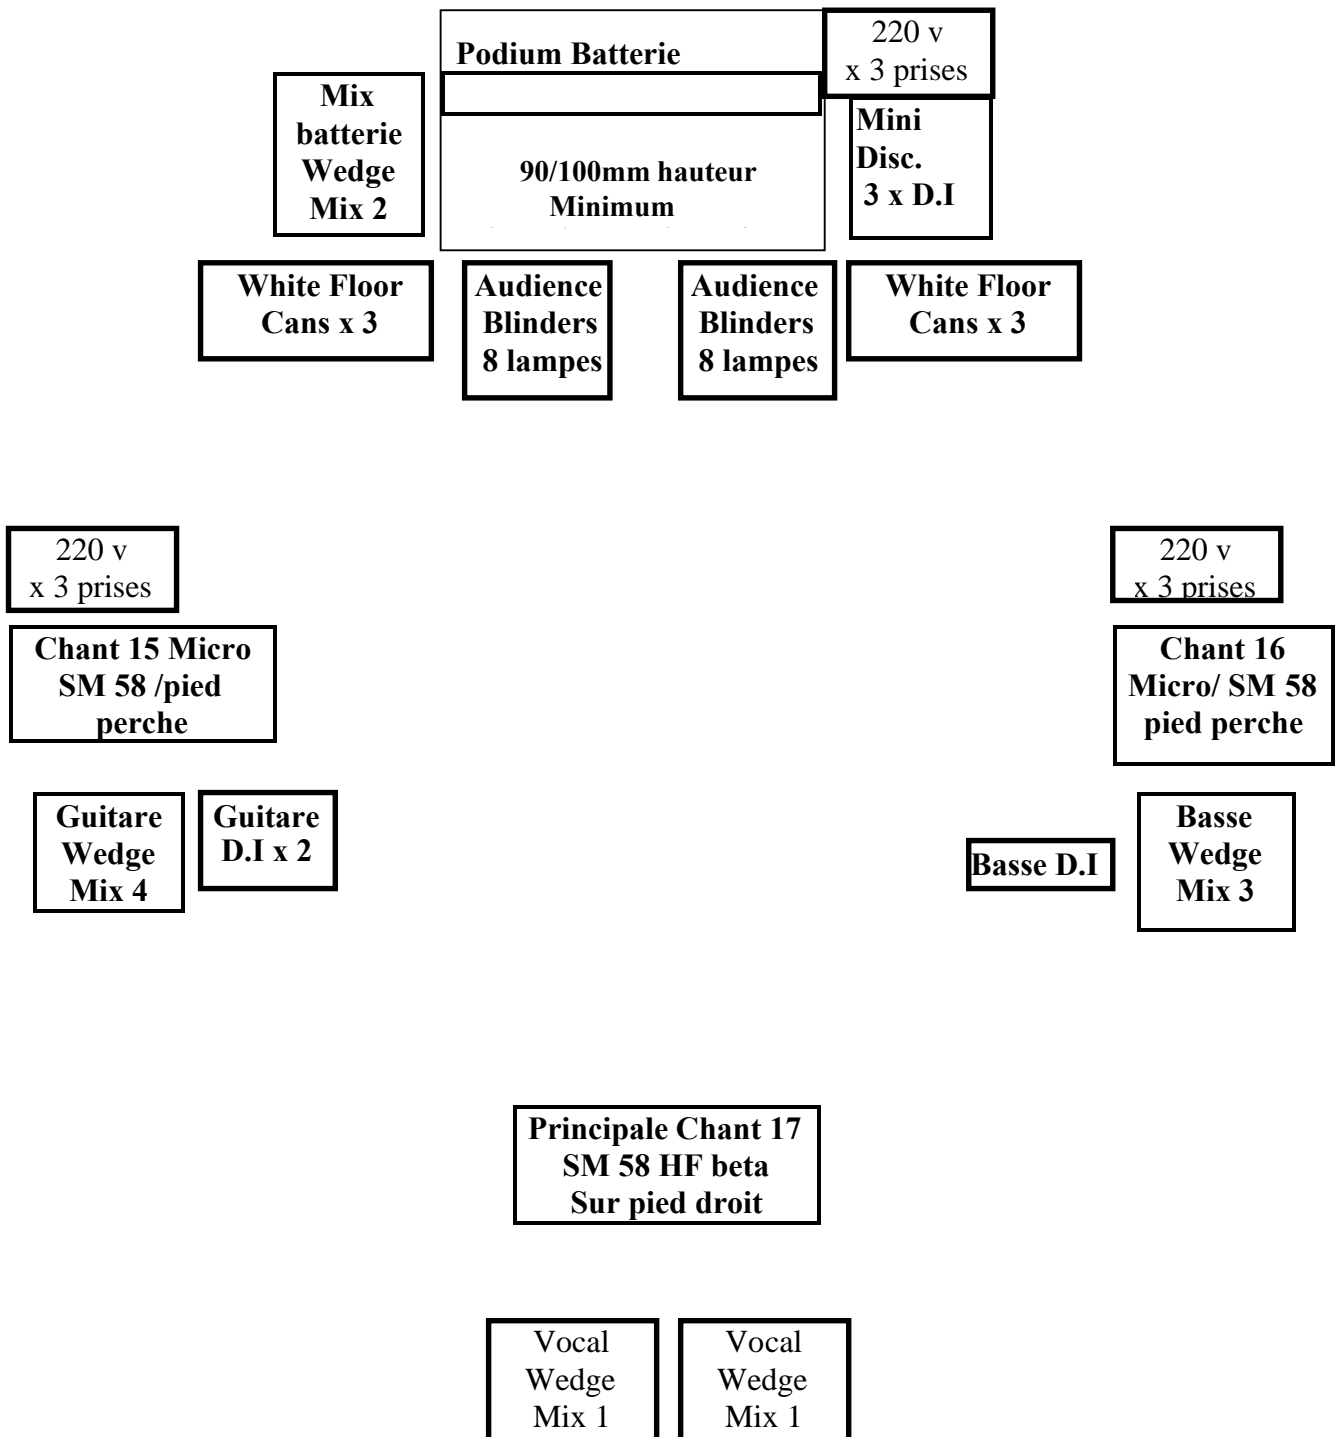 Podium Batterie
220 v
x 3 prises
Mix
batterie
Wedge
Mix 2
90/100mm hauteur
Minimum
Mini
Disc.
3 x D.I
White Floor
Cans x 3
Audience
Blinders
8 lampes
Audience
Blinders
8 lampes
White Floor
Cans x 3
220 v
x 3 prises
220 v
x 3 prises
Chant 15 Micro
SM 58 /pied
perche
Chant 16
Micro/ SM 58
pied perche
Guitare
Wedge
Mix 4
Guitare
D.I x 2
Basse D.I
Basse
Wedge
Mix 3
Principale Chant 17
SM 58 HF beta
Sur pied droit
Vocal
Wedge
Mix 1
Vocal
Wedge
Mix 1